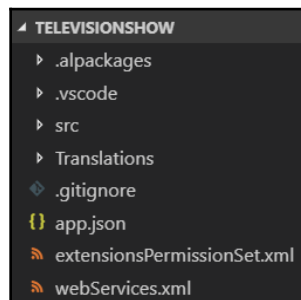 TELEVISIONSHOW
.alpackages
.vscode
src
Translations
.gitignore
{} app.json
extensionsPermissionSet.xml
webServices.xml